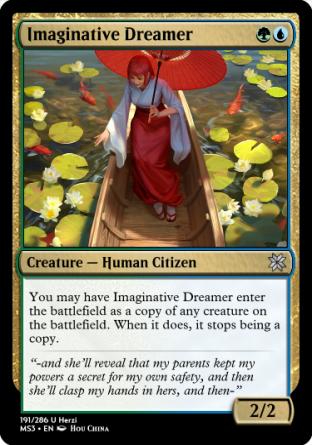 Imaginative Dreamer
Creature — Human Citizen
You may have Imaginative Dreamer enter
the battlefield as a copy of any creature on
the battlefield. When it does, it stops being a
copy.
“-and she’ll reveal that my parents kept my
powers a secret for my own safety, and then
she’ll clasp my hands in hers, and then-”
2/2
191/286 U Herzi
MS3 • EN Hou China